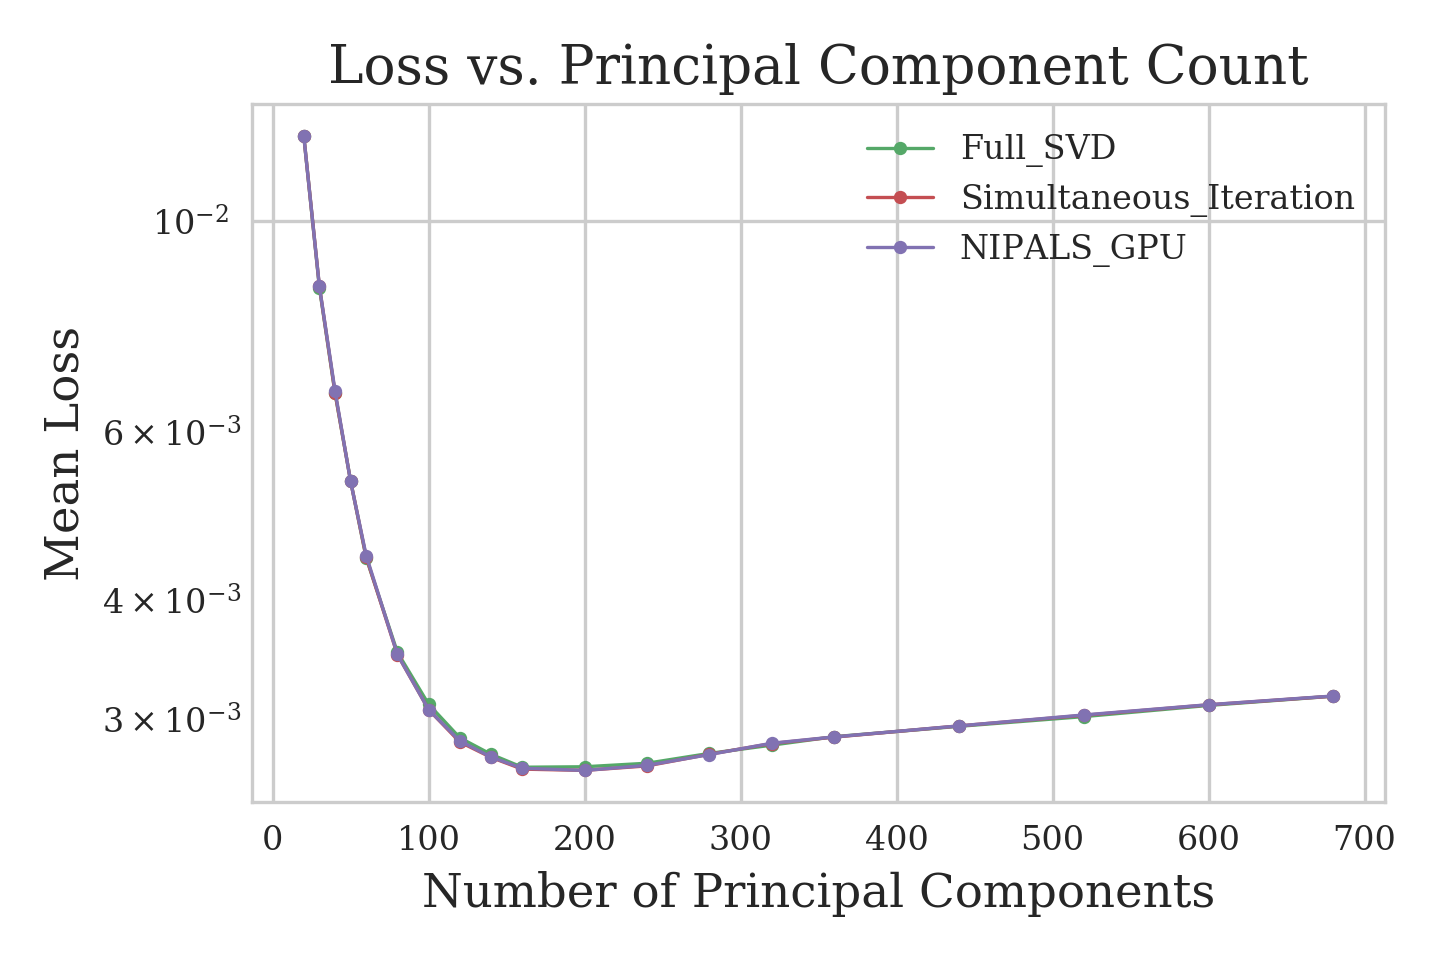 Loss vs. Principal Component Count
Full_SVD
Simultaneous_Iteration
NIPALS_GPU
Mean Loss
10⁻²
6 × 10⁻³
4 × 10⁻³
3 × 10⁻³
0 100 200 300 400 500 600 700
Number of Principal Components